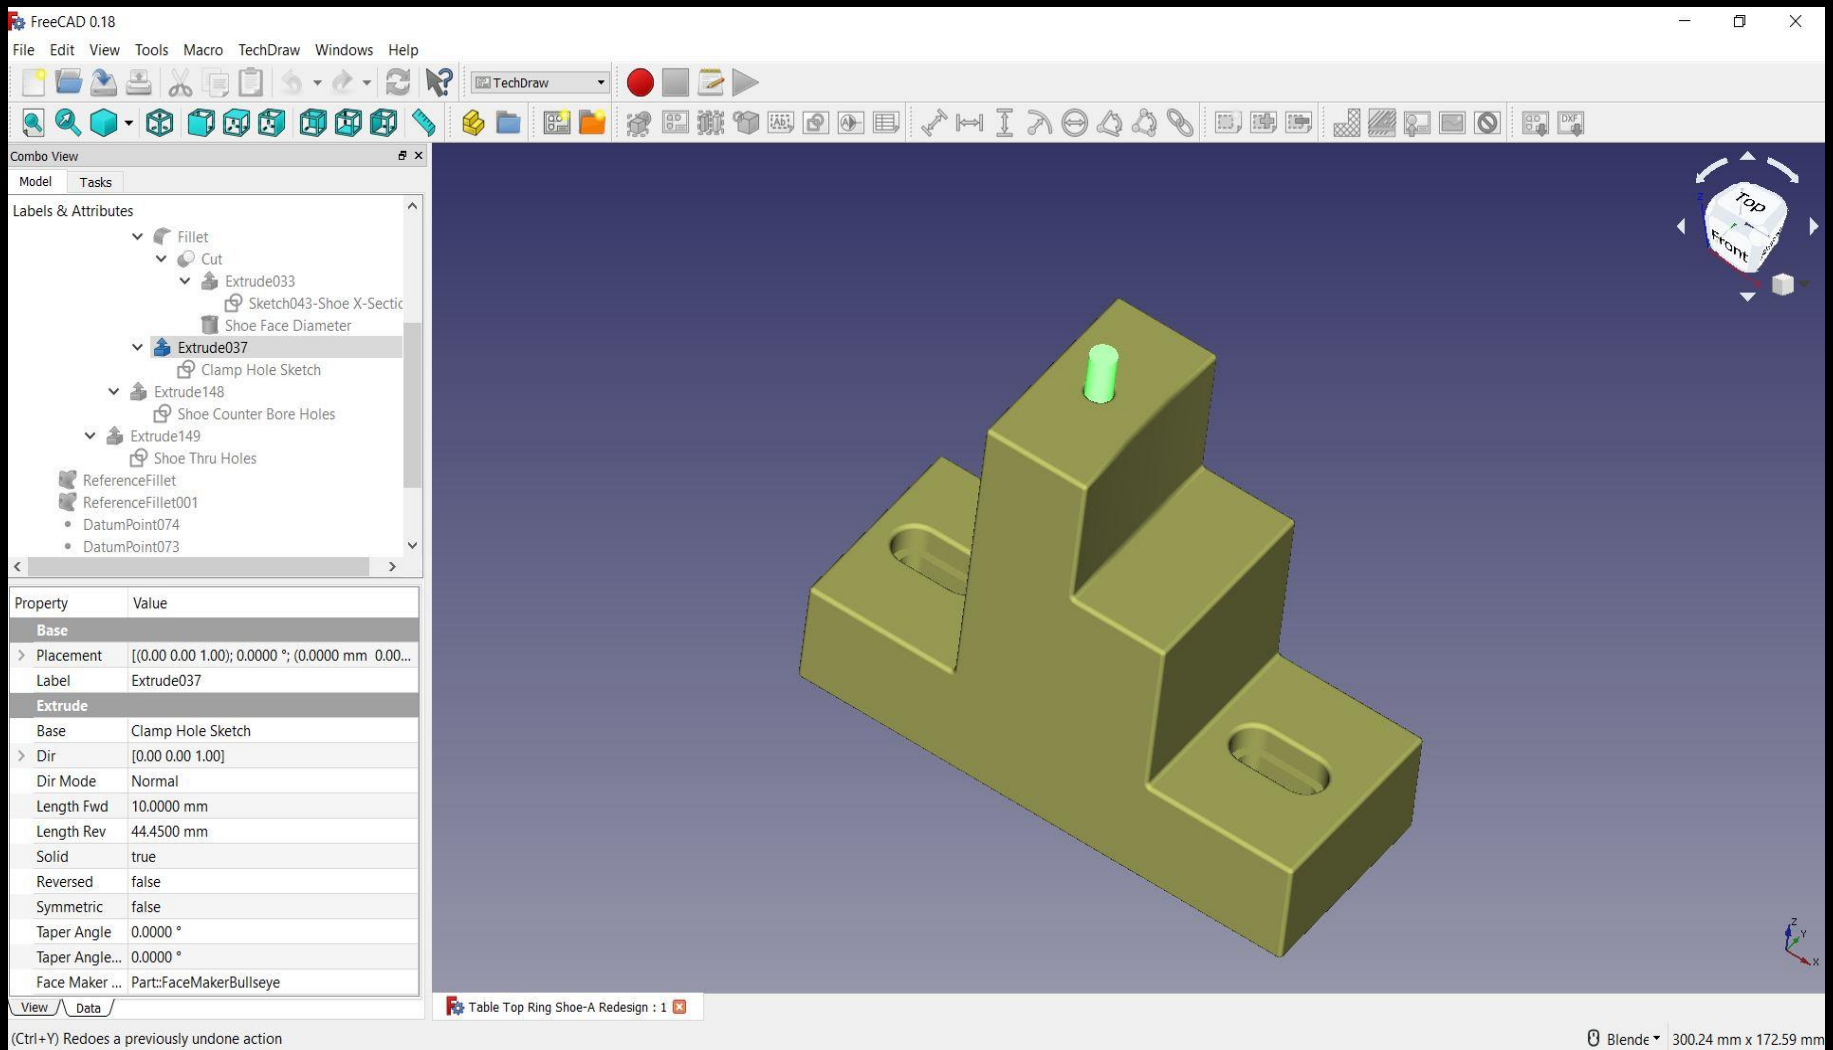 FreeCAD 0.18
File Edit View Tools Macro TechDraw Windows Help
TechDraw
Combo View
Model Tasks
Labels & Attributes
Fillet
Cut
Extrude033
Sketch043-Shoe X-Sectio
Shoe Face Diameter
Extrude037
Clamp Hole Sketch
Extrude148
Shoe Counter Bore Holes
Extrude149
Shoe Thru Holes
ReferenceFillet
ReferenceFillet001
DatumPoint074
DatumPoint073
Property Value
Base
Placement [(0.00 0.00 1.00); 0.0000 °; (0.0000 mm 0.00...
Label Extrude037
Extrude
Base Clamp Hole Sketch
Dir [0.00 0.00 1.00]
Dir Mode Normal
Length Fwd 10.0000 mm
Length Rev 44.4500 mm
Solid true
Reversed false
Symmetric false
Taper Angle 0.0000 °
Taper Angle... 0.0000 °
Face Maker ... Part::FaceMakerBullseye
View Data
Top
Front
Z
Z
Y
X
Table Top Ring Shoe-A Redesign : 1
(Ctrl+Y) Redoes a previously undone action
Blende 300.24 mm x 172.59 mm